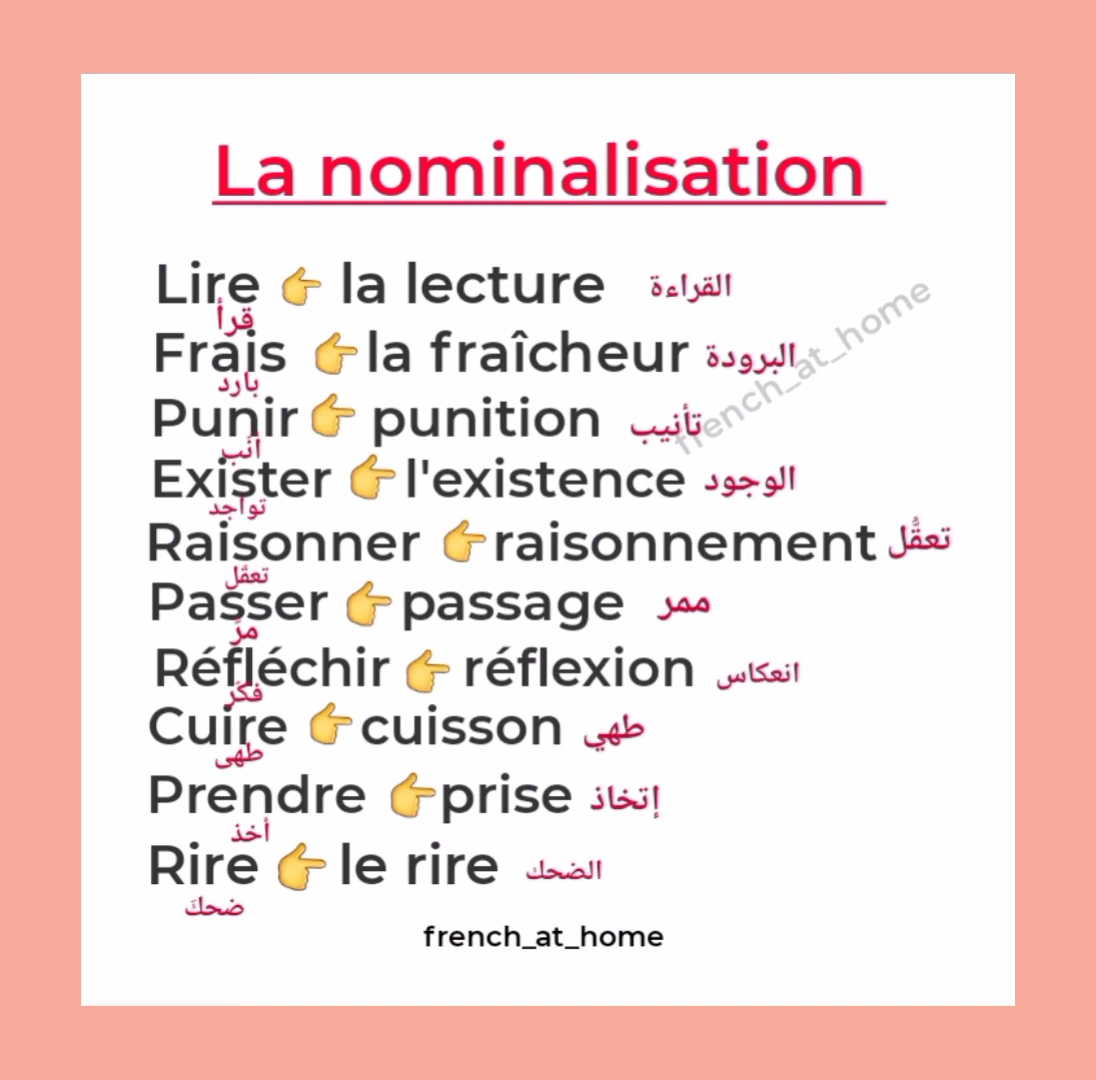 La nominalisation
Lire 👉 la lecture القراءة
قرأ
Frais 👉 la fraîcheur البرودة
بارد
Punir 👉 punition تأنيب
أنّب
Exister 👉 l'existence الوجود
تواجد
Raisonner 👉 raisonnement تعقُّل
تعقّل
Passer 👉 passage ممر
مرَّ
Réfléchir 👉 réflexion انعكاس
فكّر
Cuire 👉 cuisson طهي
طهى
Prendre 👉 prise إتخاذ
أخذ
Rire 👉 le rire الضحك
ضحكَ
french_at_home
french_at_home